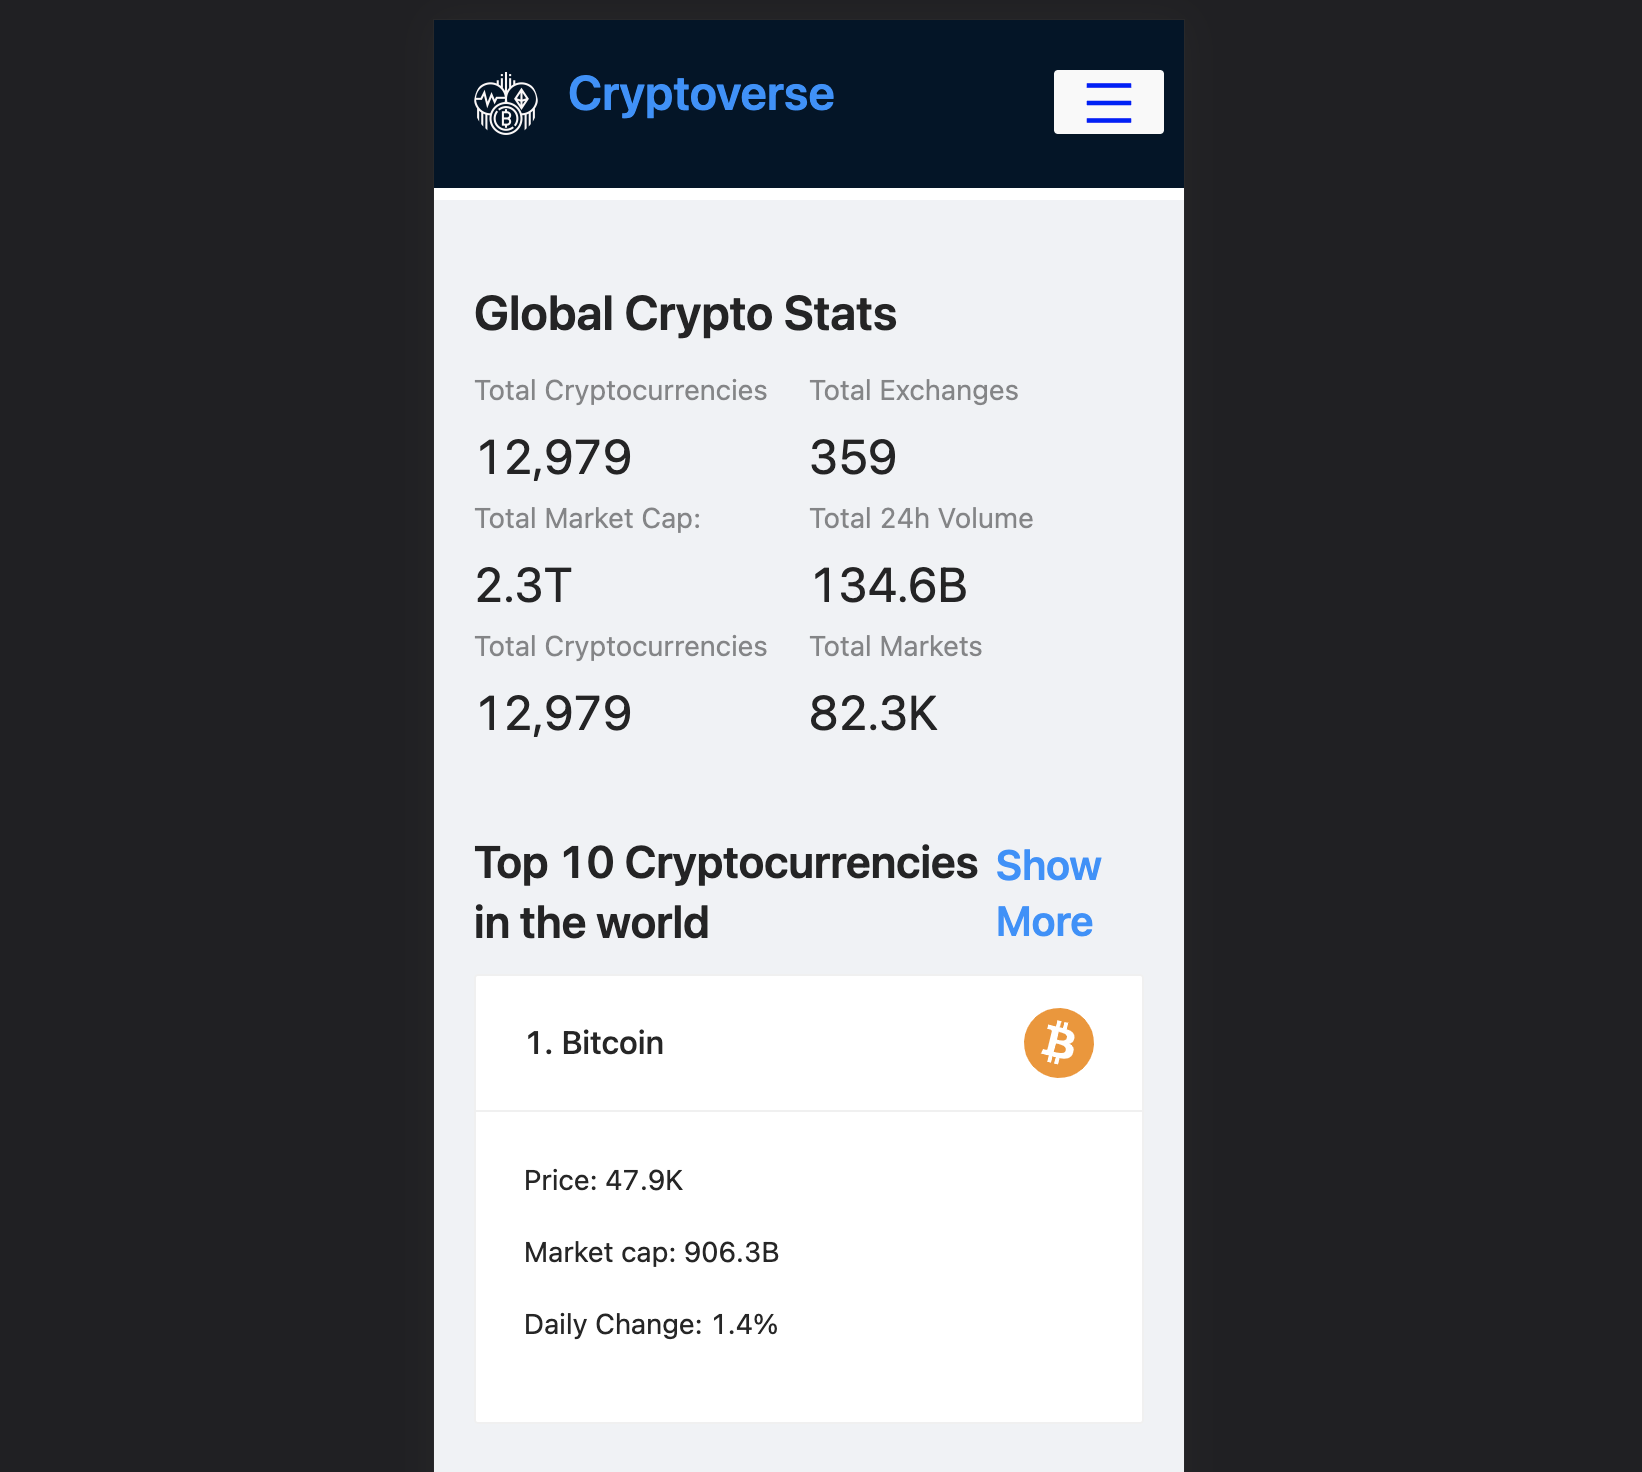 Cryptoverse
Global Crypto Stats
Total Cryptocurrencies Total Exchanges
12,979 359
Total Market Cap: Total 24h Volume
2.3T 134.6B
Total Cryptocurrencies Total Markets
12,979 82.3K
Top 10 Cryptocurrencies Show
in the world More
1. Bitcoin
Price: 47.9K
Market cap: 906.3B
Daily Change: 1.4%